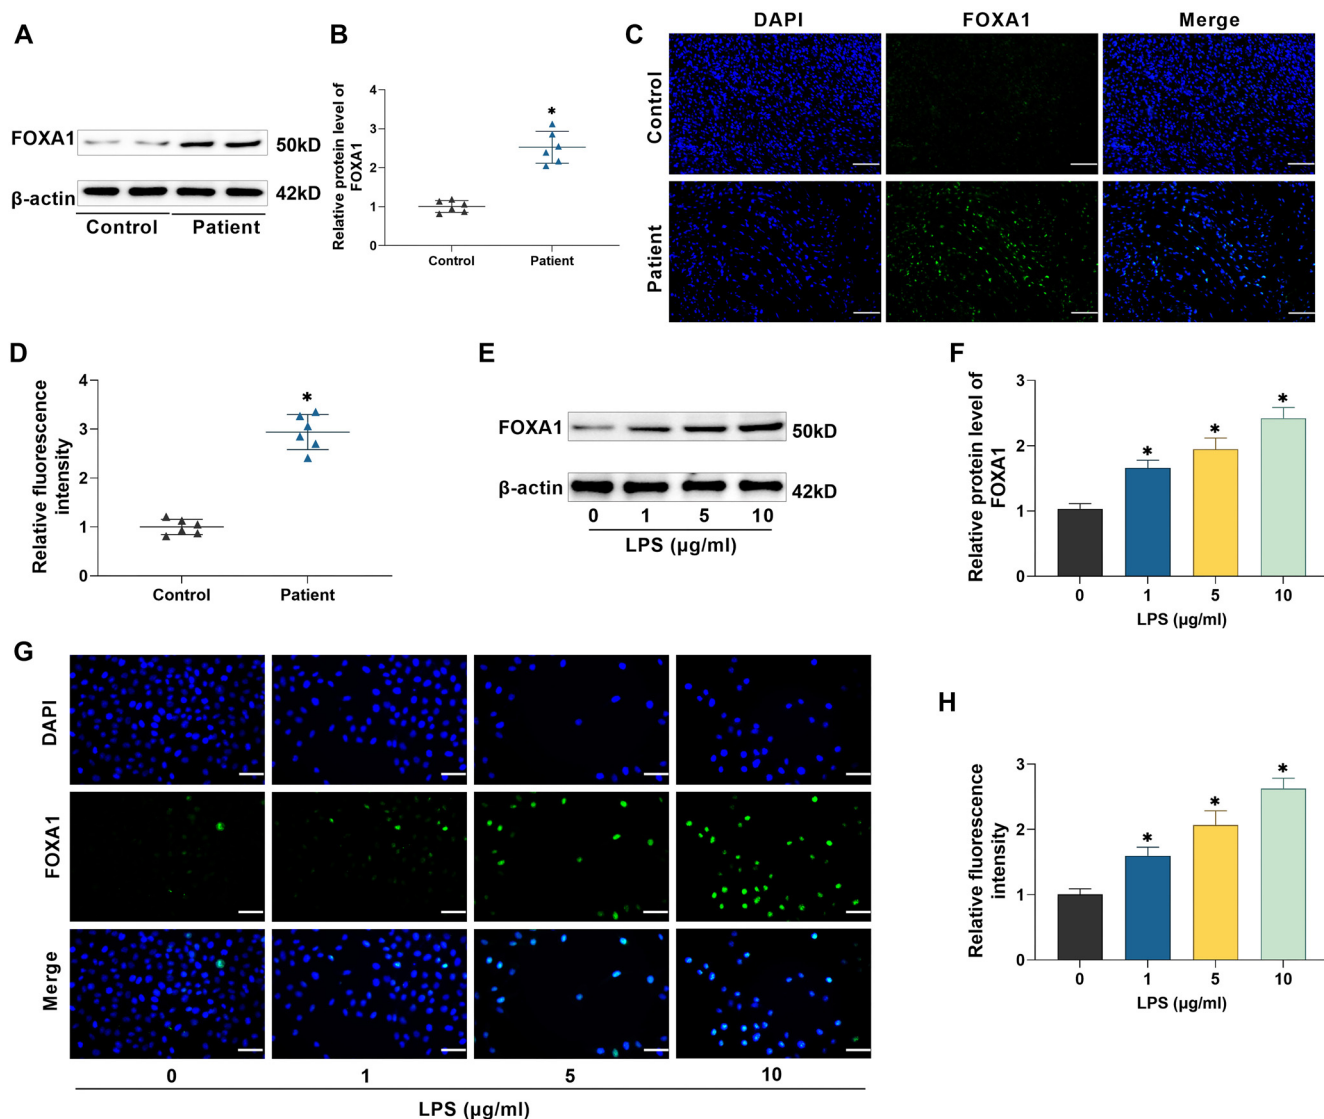 A
FOXA1
50kD
β-actin
42kD
Control Patient
B
Relative protein level of
FOXA1
4
3
2
1
0
*
Control Patient
C
DAPI FOXA1 Merge
Control
Patient
D
Relative fluorescence
intensity
4
3
2
1
0
*
Control Patient
E
FOXA1
50kD
β-actin
42kD
0 1 5 10
LPS (μg/ml)
F
Relative protein level of
FOXA1
3
2
1
0
* * *
0 1 5 10
LPS (μg/ml)
G
DAPI
FOXA1
Merge
0 1 5 10
LPS (μg/ml)
H
Relative fluorescence
intensity
3
2
1
0
* * *
0 1 5 10
LPS (μg/ml)